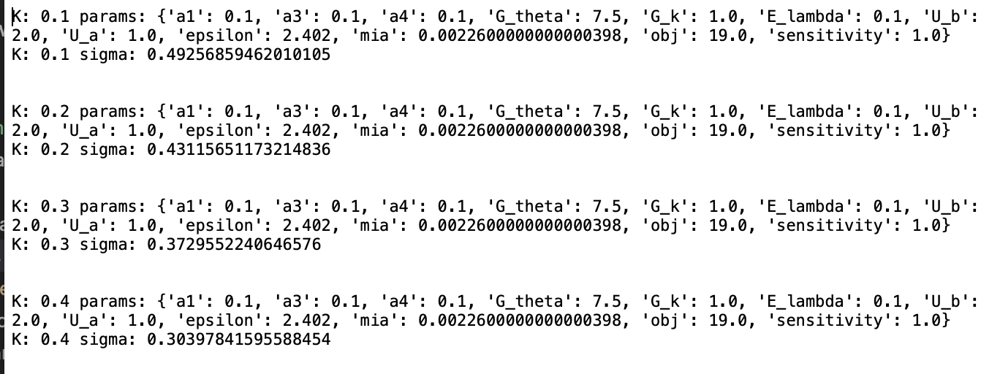 K: 0.1 params: {'a1': 0.1, 'a3': 0.1, 'a4': 0.1, 'G_theta': 7.5, 'G_k': 1.0, 'E_lambda': 0.1, 'U_b':
2.0, 'U_a': 1.0, 'epsilon': 2.402, 'mia': 0.0022600000000000398, 'obj': 19.0, 'sensitivity': 1.0}
K: 0.1 sigma: 0.49256859462010105
K: 0.2 params: {'a1': 0.1, 'a3': 0.1, 'a4': 0.1, 'G_theta': 7.5, 'G_k': 1.0, 'E_lambda': 0.1, 'U_b':
2.0, 'U_a': 1.0, 'epsilon': 2.402, 'mia': 0.0022600000000000398, 'obj': 19.0, 'sensitivity': 1.0}
K: 0.2 sigma: 0.43115651173214836
K: 0.3 params: {'a1': 0.1, 'a3': 0.1, 'a4': 0.1, 'G_theta': 7.5, 'G_k': 1.0, 'E_lambda': 0.1, 'U_b':
2.0, 'U_a': 1.0, 'epsilon': 2.402, 'mia': 0.0022600000000000398, 'obj': 19.0, 'sensitivity': 1.0}
K: 0.3 sigma: 0.3729552240646576
K: 0.4 params: {'a1': 0.1, 'a3': 0.1, 'a4': 0.1, 'G_theta': 7.5, 'G_k': 1.0, 'E_lambda': 0.1, 'U_b':
2.0, 'U_a': 1.0, 'epsilon': 2.402, 'mia': 0.0022600000000000398, 'obj': 19.0, 'sensitivity': 1.0}
K: 0.4 sigma: 0.30397841595588454